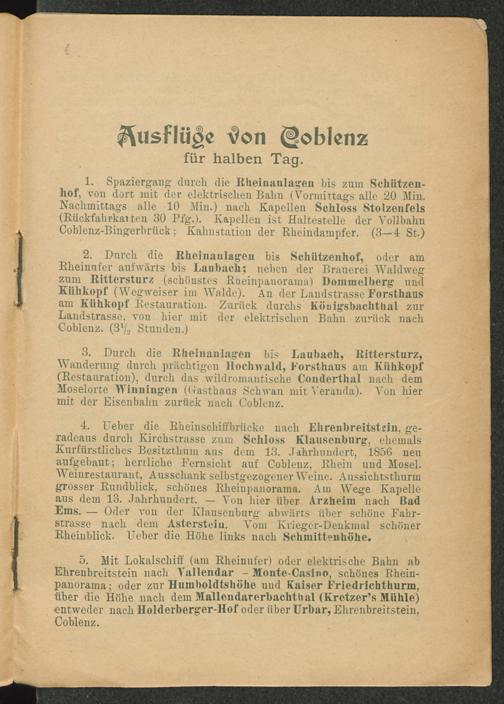 Ausflüge von Coblenz
für halben Tag.
1. Spaziergang durch die Rheinanlagen bis zum Schützen-
hof, von dort mit der elektrischen Bahn (Vormittags alle 20 Min.
Nachmittags alle 10 Min.) nach Kapellen Schloss Stolzenfels
(Rückfahrkarten 30 Pfg.). Kapellen ist Haltestelle der Vollbahn
Coblenz-Bingerbrück; Kahnstation der Rheindampfer. (3—4 St.)
2. Durch die Rheinanlagen bis Schützenhof, oder am
Rheinufer aufwärts bis Laubach; neben der Brauerei Waldweg
zum Rittersturz (schönstes Rheinpanorama) Dommelberg und
Kühkopf (Wegweiser im Walde). An der Landstrasse Forsthaus
am Kühkopf Restauration. Zurück durchs Königsbachthal zur
Landstrasse, von hier mit der elektrischen Bahn zurück nach
Coblenz. (3½ Stunden.)
3. Durch die Rheinanlagen bis Laubach, Rittersturz,
Wanderung durch prächtigen Hochwald, Forsthaus am Kühkopf
(Restauration), durch das wildromantische Conderthal nach dem
Moselorte Winningen (Gasthaus Schwan mit Veranda). Von hier
mit der Eisenbahn zurück nach Coblenz.
4. Ueber die Rheinschiffbrücke nach Ehrenbreitstein, ge-
radeaus durch Kirchstrasse zum Schloss Klausenburg, ehemals
Kurfürstliches Besitzthum aus dem 13. Jahrhundert, 1856 neu
aufgebaut; herrliche Fernsicht auf Coblenz, Rhein und Mosel.
Weinrestaurant, Ausschank selbstgezogener Weine. Aussichtsthurm
grosser Rundblick, schönes Rheinpanorama. Am Wege Kapelle
aus dem 13. Jahrhundert. — Von hier über Arzheim nach Bad
Ems. — Oder von der Klausenburg abwärts über schöne Fahr-
strasse nach dem Asterstein. Vom Krieger-Denkmal schöner
Rheinblick. Ueber die Höhe links nach Schmittenhöhe.
5. Mit Lokalschiff (am Rheinufer) oder elektrische Bahn ab
Ehrenbreitstein nach Vallendar – Monte-Casino, schönes Rhein-
panorama; oder zur Humboldtshöhe und Kaiser Friedrichthurm,
über die Höhe nach dem Mallendarerbachthal (Kretzer's Mühle)
entweder nach Holderberger-Hof oder über Urbar, Ehrenbreitstein,
Coblenz.